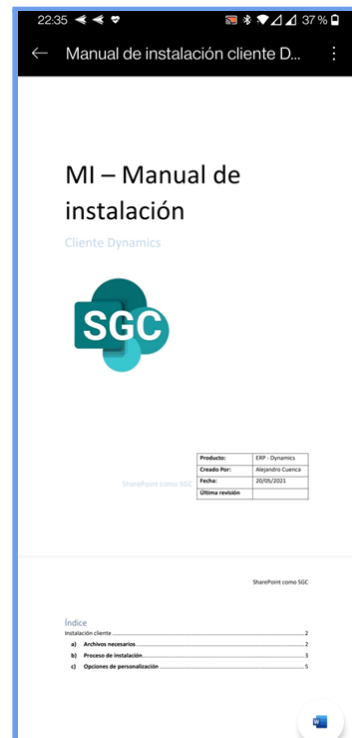 22:35
37 %
Manual de instalación cliente D...
MI – Manual de
instalación
Cliente Dynamics
SGC
Producto: ERP - Dynamics
Creado Por: Alejandro Cuenca
Fecha: 20/05/2021
Última revisión
SharePoint como SGC
SharePoint como SGC
Índice
Instalación cliente 2
a) Archivos necesarios 2
b) Proceso de instalación 3
c) Opciones de personalización 5
W